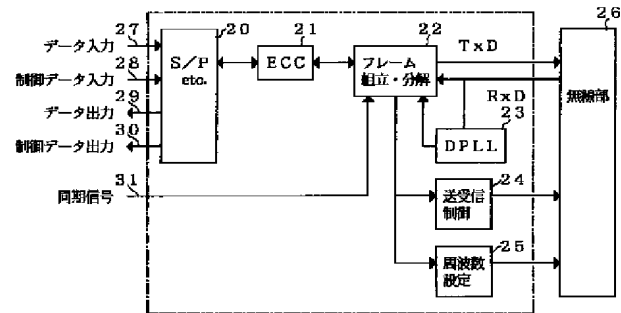 26
27
データ入力
20
21
22
28
S/P
etc.
ECC
フレーム
組立・分解
TxD
制御データ入力
29
データ出力
RxD
無線部
23
30
制御データ出力
DPLL
31
同期信号
24
送受信
制御
25
周波数
設定